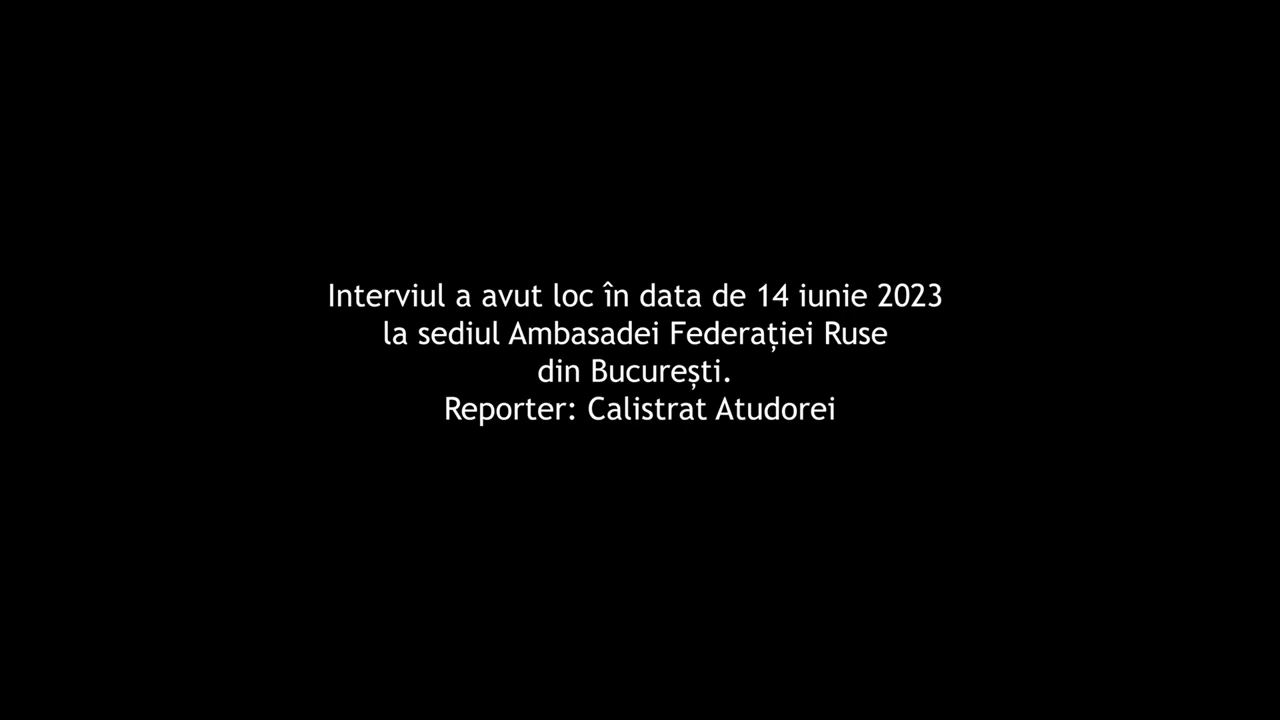 Interviul a avut loc în data de 14 iunie 2023
la sediul Ambasadei Federației Ruse
din București.
Reporter: Calistrat Atudorei